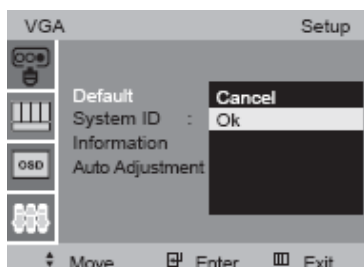 VGA Setup
Default Cancel
System ID : Ok
Information
Auto Adjustment
OSD
Move Enter Exit